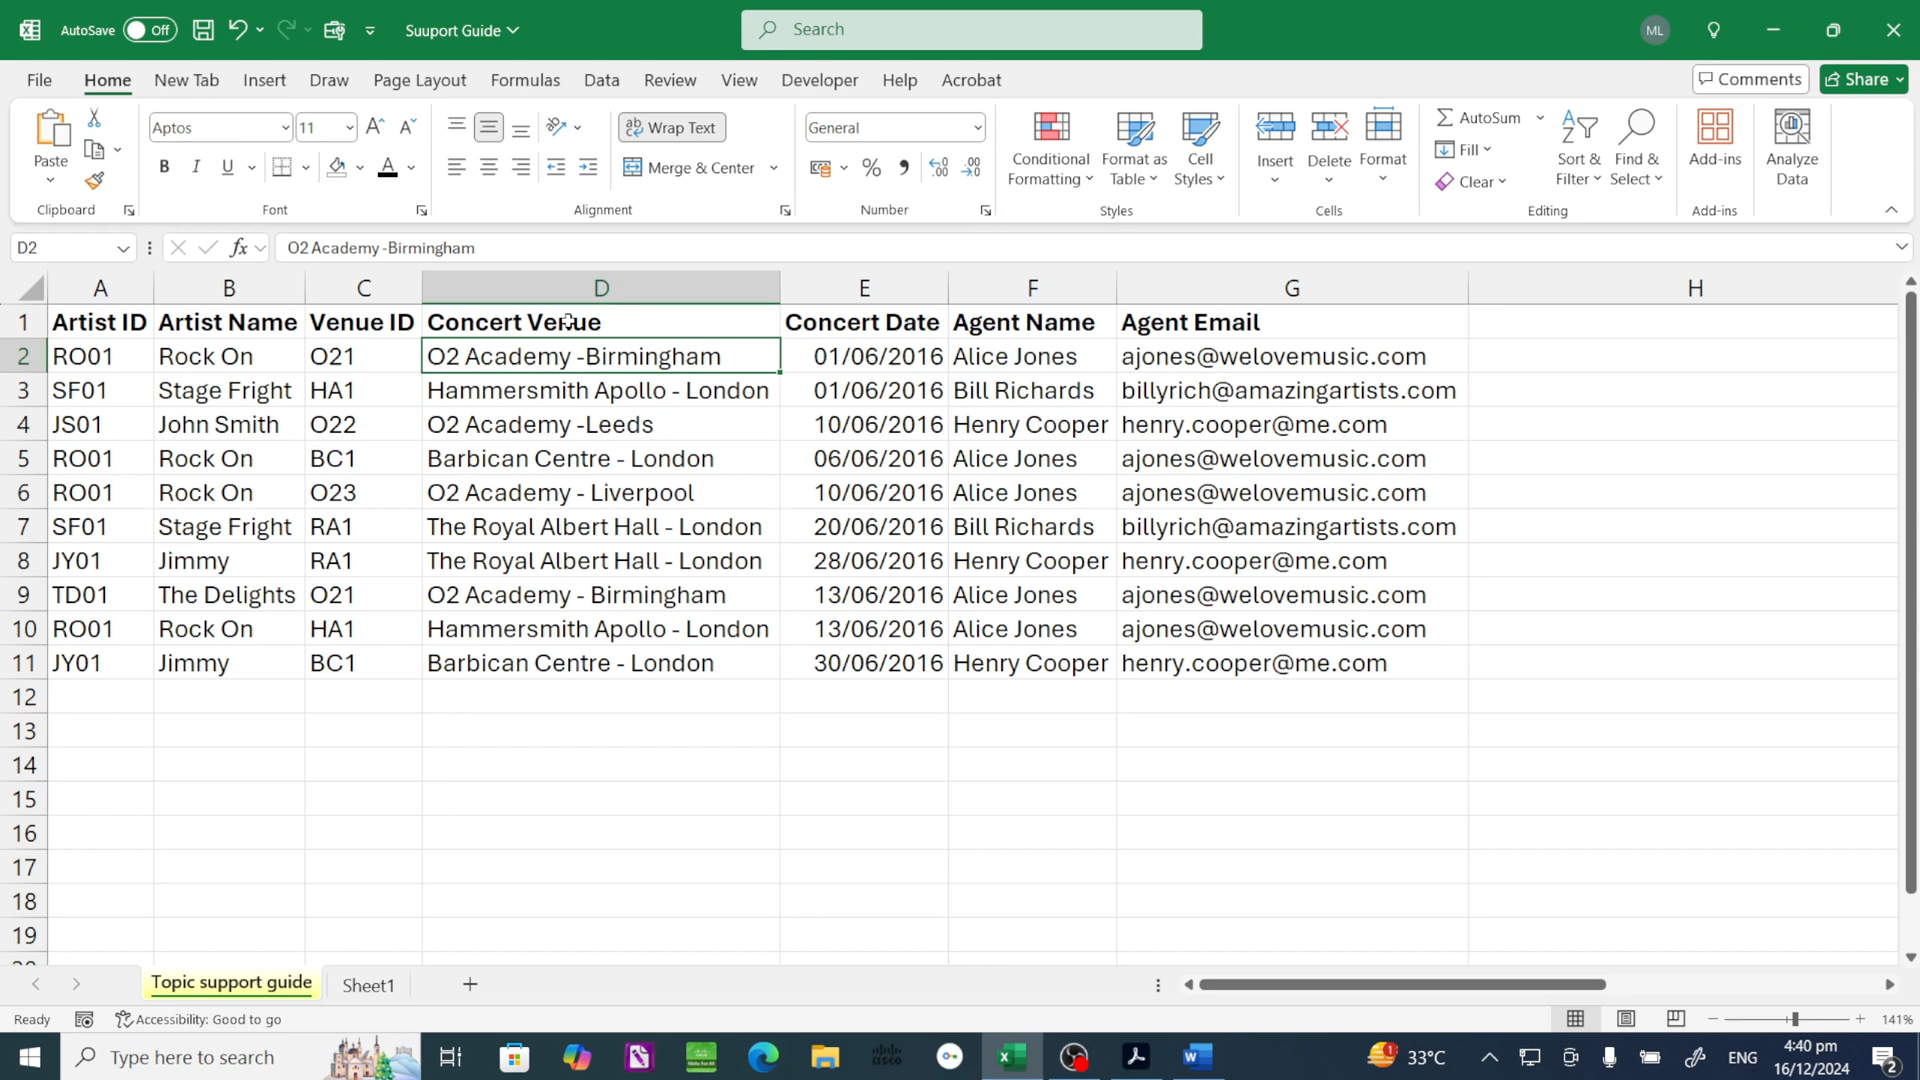 AutoSave Off Suuport Guide Search ML
File Home New Tab Insert Draw Page Layout Formulas Data Review View Developer Help Acrobat Comments Share
Paste Aptos 11 Wrap Text General Conditional Formatting Format as Table Cell Styles Insert Delete Format AutoSum Fill Clear Sort & Filter Find & Select Add-ins Analyze Data
B I U Merge & Center %
Clipboard Font Alignment Number Styles Cells Editing Add-ins
D2 fx O2 Academy -Birmingham
A B C D E F G H
1 Artist ID Artist Name Venue ID Concert Venue Concert Date Agent Name Agent Email
2 RO01 Rock On O21 O2 Academy -Birmingham 01/06/2016 Alice Jones ajones@welovemusic.com
3 SF01 Stage Fright HA1 Hammersmith Apollo - London 01/06/2016 Bill Richards billyrich@amazingartists.com
4 JS01 John Smith O22 O2 Academy -Leeds 10/06/2016 Henry Cooper henry.cooper@me.com
5 RO01 Rock On BC1 Barbican Centre - London 06/06/2016 Alice Jones ajones@welovemusic.com
6 RO01 Rock On O23 O2 Academy - Liverpool 10/06/2016 Alice Jones ajones@welovemusic.com
7 SF01 Stage Fright RA1 The Royal Albert Hall - London 20/06/2016 Bill Richards billyrich@amazingartists.com
8 JY01 Jimmy RA1 The Royal Albert Hall - London 28/06/2016 Henry Cooper henry.cooper@me.com
9 TD01 The Delights O21 O2 Academy - Birmingham 13/06/2016 Alice Jones ajones@welovemusic.com
10 RO01 Rock On HA1 Hammersmith Apollo - London 13/06/2016 Alice Jones ajones@welovemusic.com
11 JY01 Jimmy BC1 Barbican Centre - London 30/06/2016 Henry Cooper henry.cooper@me.com
12
13
14
15
16
17
18
19
Topic support guide Sheet1
Ready Accessibility: Good to go 141%
Type here to search 33°C ENG 4:40 pm
16/12/2024 2